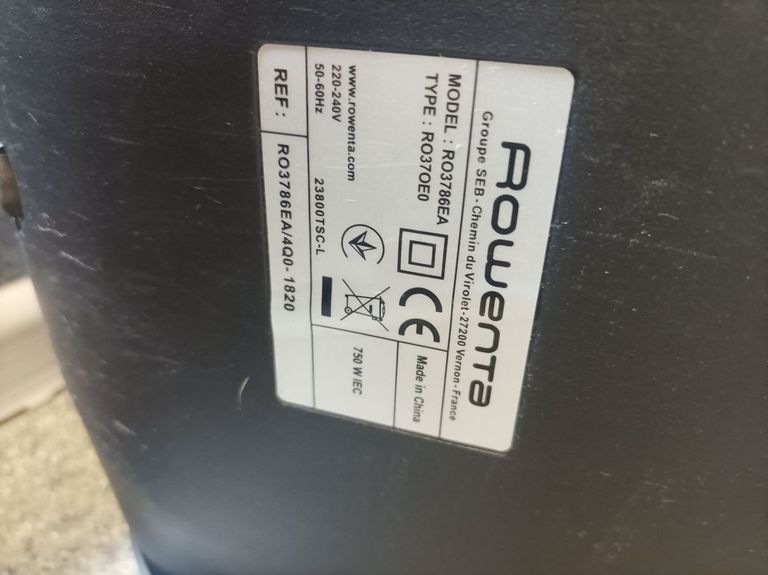 Rowenta
Groupe SEB - Chemin du Virolet - 27200 Vernon - France
MODEL : RO3786EA
TYPE : RO37OE0
CE
Made in China
www.rowenta.com
220-240V
50-60Hz
23800TSC-L
750 W IEC
REF : RO3786EA/4Q0- 1820